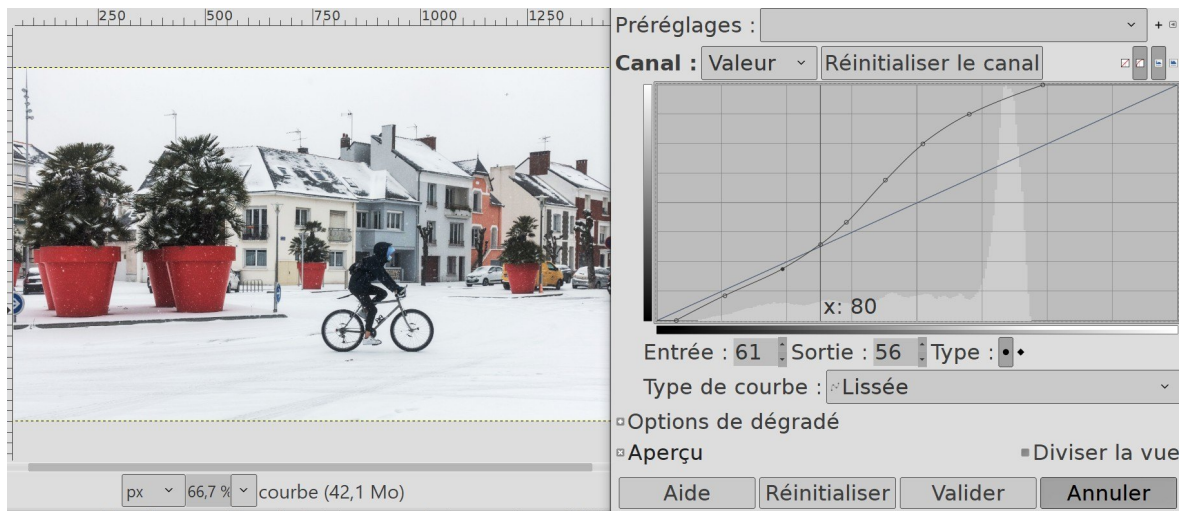 250 500 750 1000 1250
Préréglages :
Canal : Valeur Réinitialiser le canal
x: 80
Entrée : 61 Sortie : 56 Type :
Type de courbe : Lissée
Options de dégradé
Aperçu Diviser la vue
px 66,7 % courbe (42,1 Mo)
Aide Réinitialiser Valider Annuler